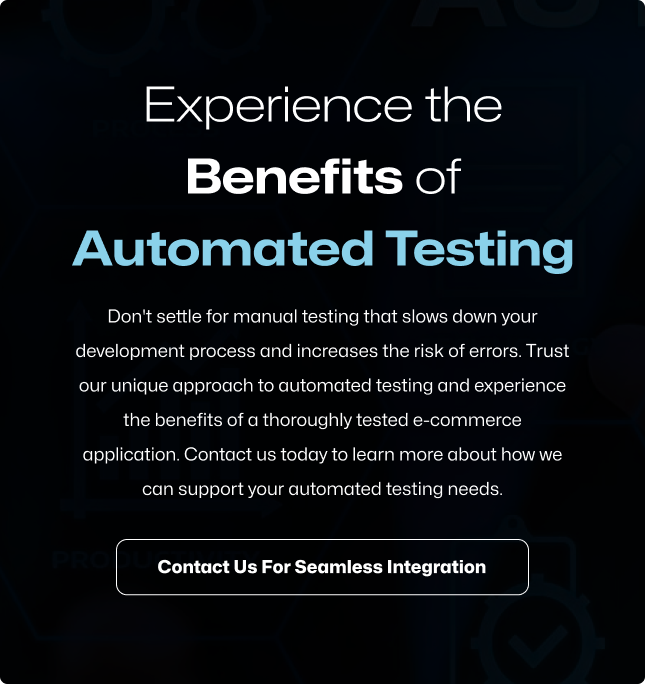 Experience the
Benefits of
Automated Testing
Don't settle for manual testing that slows down your
development process and increases the risk of errors. Trust
our unique approach to automated testing and experience
the benefits of a thoroughly tested e-commerce
application. Contact us today to learn more about how we
can support your automated testing needs.
Contact Us For Seamless Integration